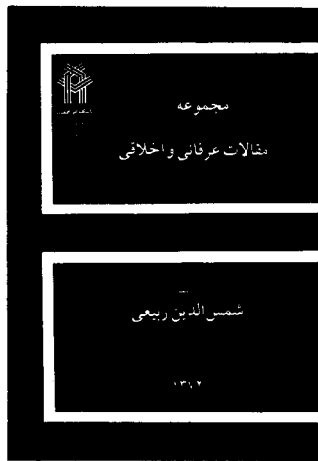 مجموعه
مقالات عرفانی و اخلاقی
شمس‌الدین ربیعی